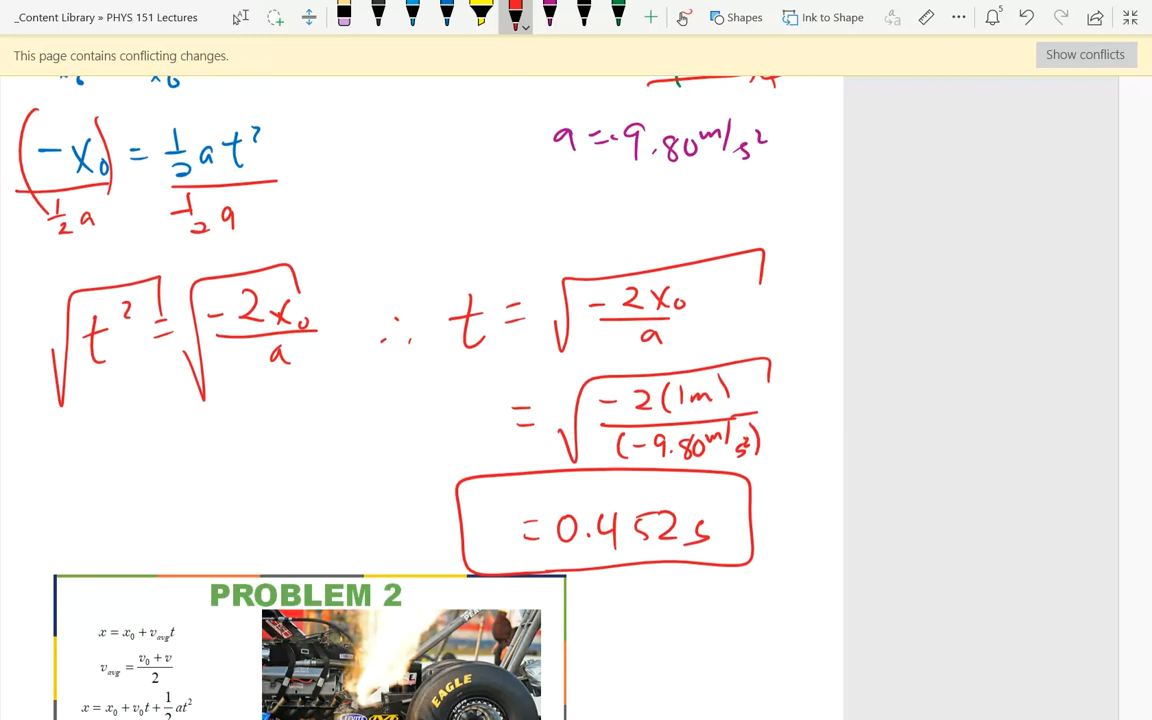 _Content Library » PHYS 151 Lectures
Shapes
Ink to Shape
5
This page contains conflicting changes.
Show conflicts
(-x₀) = 1/2 at²
1/2 a 1/2 a
a = -9.80 m/s²
√t² = √(-2x₀/a) ∴ t = √(-2x₀/a)
= √(-2(1m)/(-9.80 m/s²))
= 0.452 s
PROBLEM 2
x = x₀ + v_avg t
v_avg = (v₀ + v)/2
x = x₀ + v₀t + 1/2 at²
EAGLE